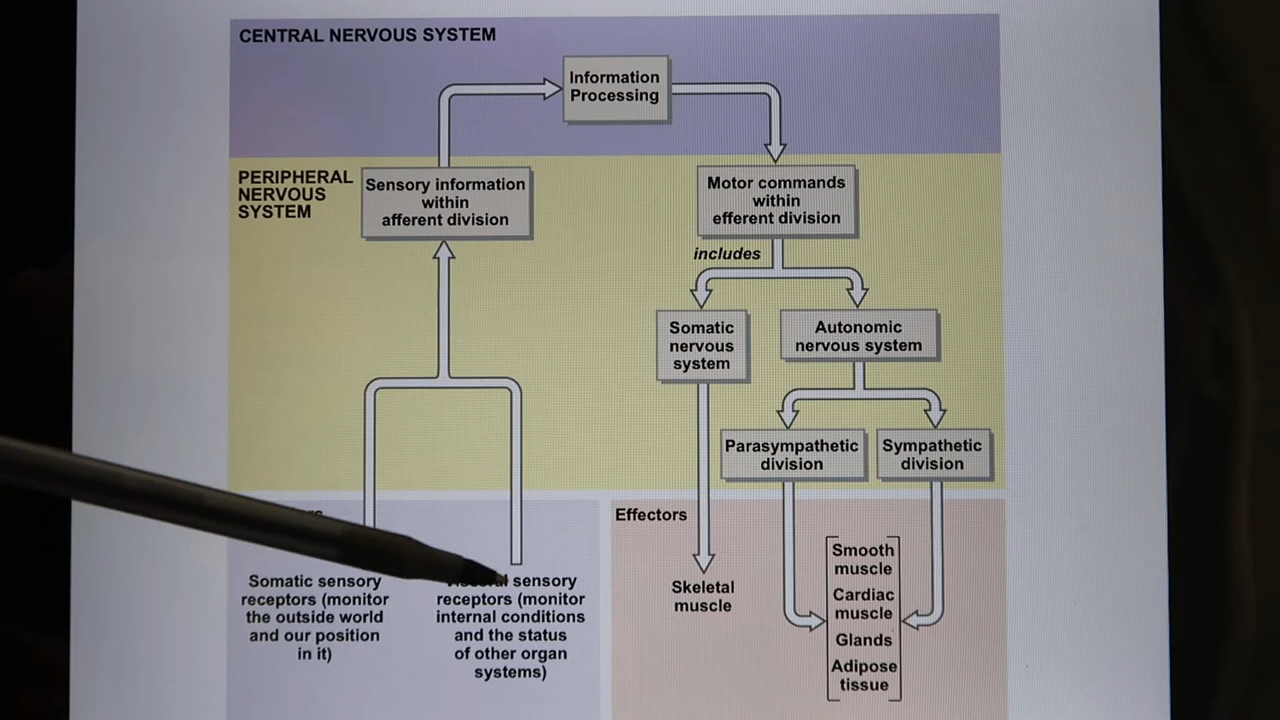 CENTRAL NERVOUS SYSTEM
Information
Processing
PERIPHERAL
NERVOUS
SYSTEM
Sensory information
within
afferent division
Motor commands
within
efferent division
includes
Somatic
nervous
system
Autonomic
nervous system
Parasympathetic
division
Sympathetic
division
Somatic sensory
receptors (monitor
the outside world
and our position
in it)
sensory
receptors (monitor
internal conditions
and the status
of other organ
systems)
Effectors
Skeletal
muscle
Smooth
muscle
Cardiac
muscle
Glands
Adipose
tissue